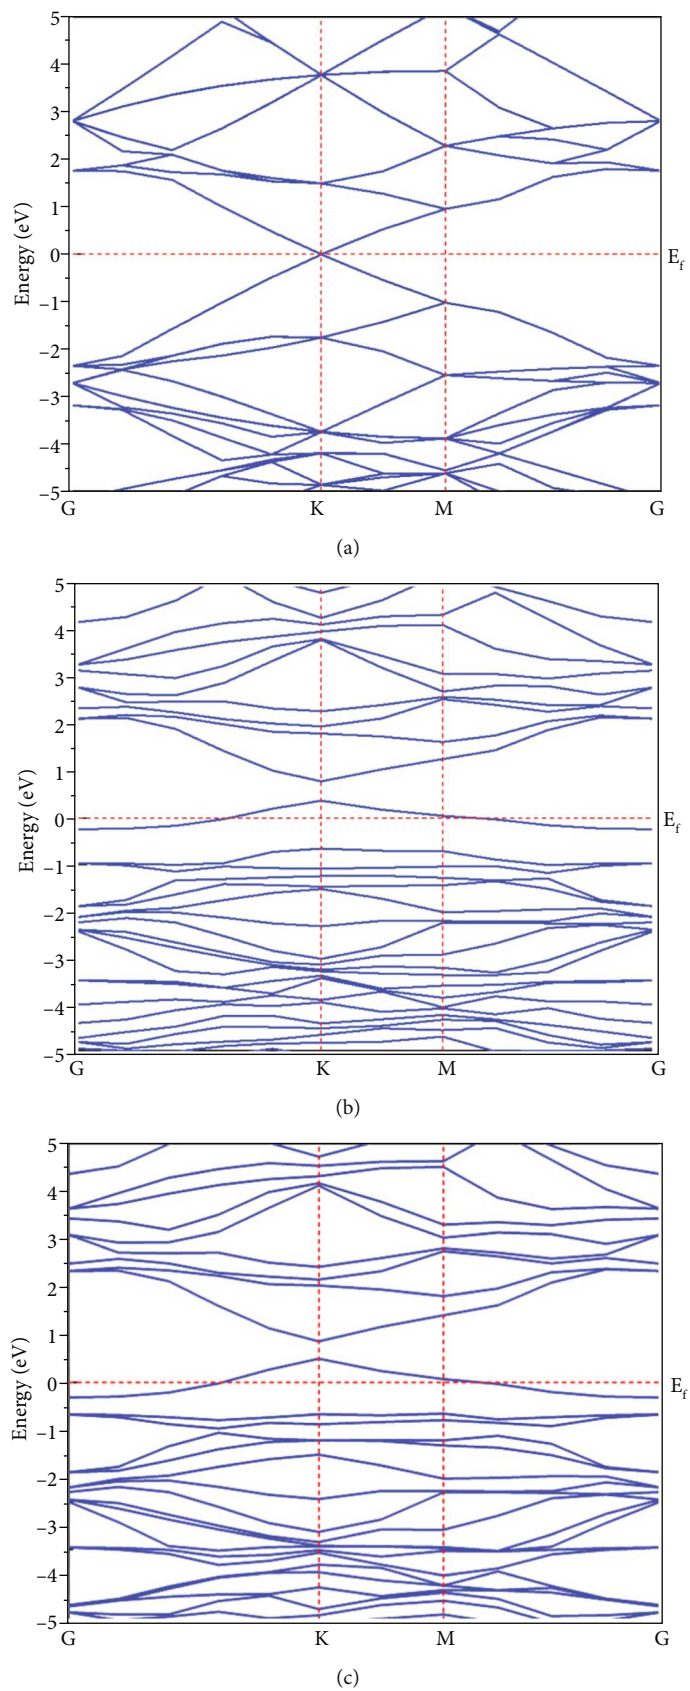 5
4
3
2
1
0
–1
–2
–3
–4
–5
Energy (eV)
E_f
G K M G
(a)
5
4
3
2
1
0
–1
–2
–3
–4
–5
Energy (eV)
E_f
G K M G
(b)
5
4
3
2
1
0
–1
–2
–3
–4
–5
Energy (eV)
E_f
G K M G
(c)